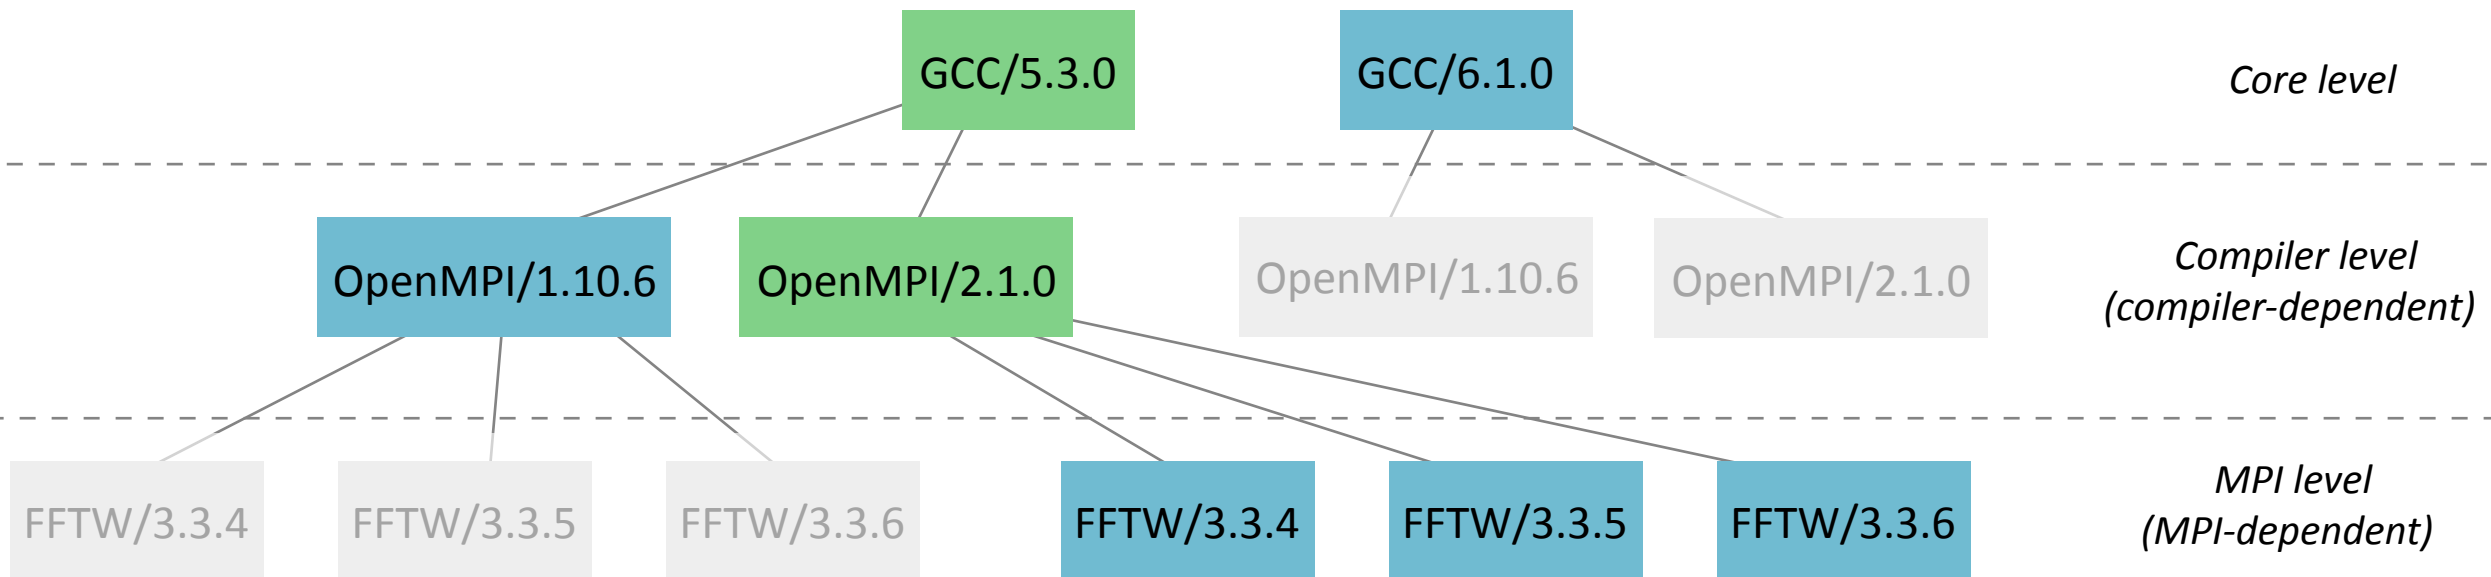 GCC/5.3.0
GCC/6.1.0
Core level
OpenMPI/1.10.6
OpenMPI/2.1.0
OpenMPI/1.10.6
OpenMPI/2.1.0
Compiler level
(compiler-dependent)
FFTW/3.3.4
FFTW/3.3.5
FFTW/3.3.6
FFTW/3.3.4
FFTW/3.3.5
FFTW/3.3.6
MPI level
(MPI-dependent)